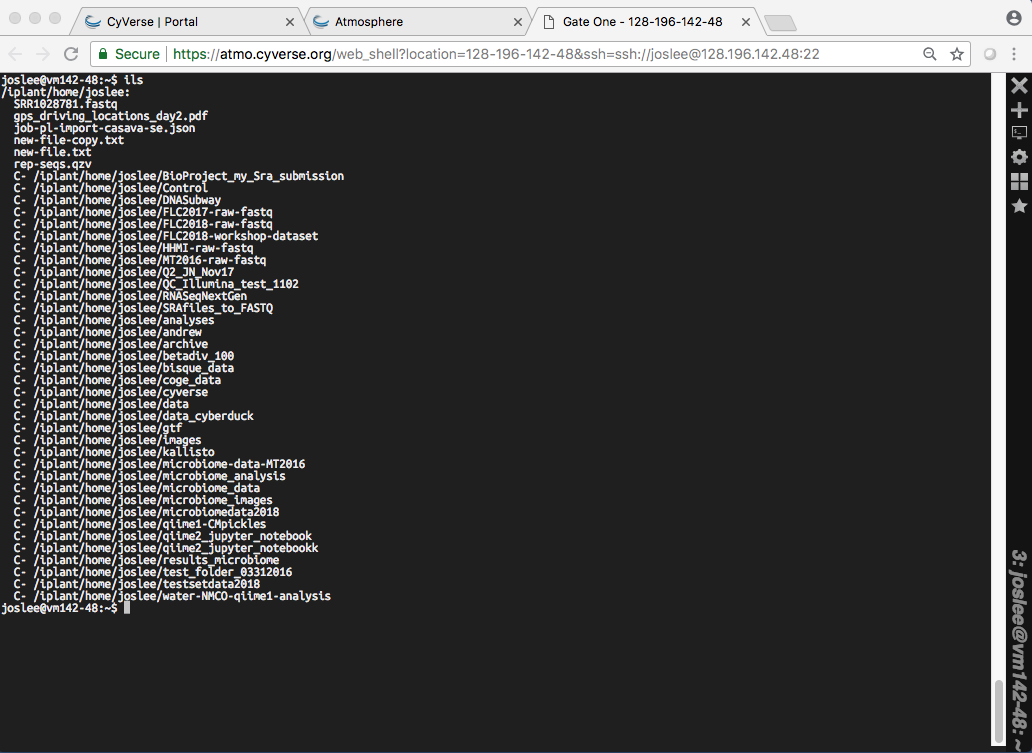 CyVerse | Portal
Atmosphere
Gate One - 128-196-142-48
Secure
https://atmo.cyverse.org/web_shell?location=128-196-142-48&ssh=ssh://joslee@128.196.142.48:22
joslee@vm142-48:~$ ils
/iplant/home/joslee:
SRR1028781.fastq
gps_driving_locations_day2.pdf
job-pl-import-casava-se.json
new-file-copy.txt
new-file.txt
rep-seqs.qzv
C- /iplant/home/joslee/BioProject_my_Sra_submission
C- /iplant/home/joslee/Control
C- /iplant/home/joslee/DNASubway
C- /iplant/home/joslee/FLC2017-raw-fastq
C- /iplant/home/joslee/FLC2018-raw-fastq
C- /iplant/home/joslee/FLC2018-workshop-dataset
C- /iplant/home/joslee/HHMI-raw-fastq
C- /iplant/home/joslee/MT2016-raw-fastq
C- /iplant/home/joslee/Q2_JN_Nov17
C- /iplant/home/joslee/QC_Illumina_test_1102
C- /iplant/home/joslee/RNASeqNextGen
C- /iplant/home/joslee/SRAfiles_to_FASTQ
C- /iplant/home/joslee/analyses
C- /iplant/home/joslee/andrew
C- /iplant/home/joslee/archive
C- /iplant/home/joslee/betadiv_100
C- /iplant/home/joslee/bisque_data
C- /iplant/home/joslee/coge_data
C- /iplant/home/joslee/cyverse
C- /iplant/home/joslee/data
C- /iplant/home/joslee/data_cyberduck
C- /iplant/home/joslee/gtf
C- /iplant/home/joslee/images
C- /iplant/home/joslee/kallisto
C- /iplant/home/joslee/microbiome-data-MT2016
C- /iplant/home/joslee/microbiome_analysis
C- /iplant/home/joslee/microbiome_data
C- /iplant/home/joslee/microbiome_images
C- /iplant/home/joslee/microbiomedata2018
C- /iplant/home/joslee/qiime1-CMpickles
C- /iplant/home/joslee/qiime2_jupyter_notebook
C- /iplant/home/joslee/qiime2_jupyter_notebookk
C- /iplant/home/joslee/results_microbiome
C- /iplant/home/joslee/test_folder_03312016
C- /iplant/home/joslee/testsetdata2018
C- /iplant/home/joslee/water-NMCO-qiime1-analysis
joslee@vm142-48:~$
3: joslee@vm142-48: ~